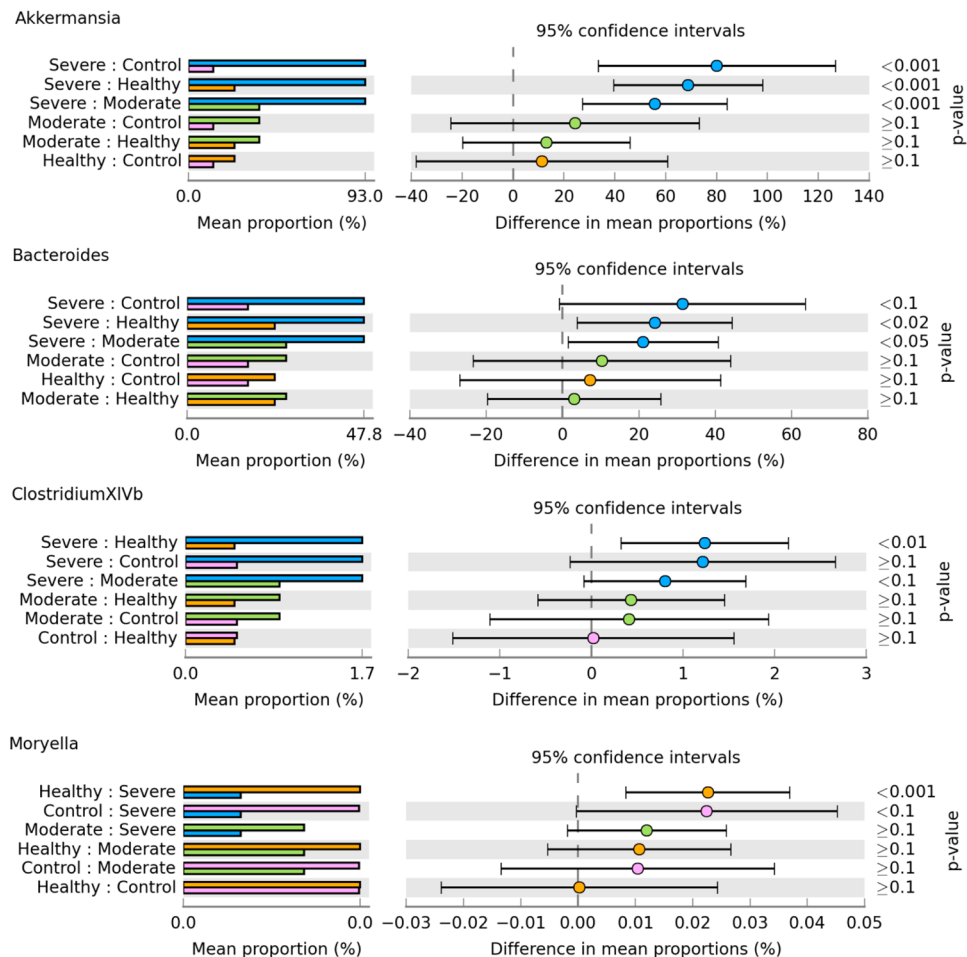 Akkermansia
95% confidence intervals
Severe : Control <0.001
Severe : Healthy <0.001
Severe : Moderate <0.001
Moderate : Control ≥0.1
Moderate : Healthy ≥0.1
Healthy : Control ≥0.1
p-value
0.0 93.0 −40 −20 0 20 40 60 80 100 120 140
Mean proportion (%) Difference in mean proportions (%)
Bacteroides
95% confidence intervals
Severe : Control <0.1
Severe : Healthy <0.02
Severe : Moderate <0.05
Moderate : Control ≥0.1
Healthy : Control ≥0.1
Moderate : Healthy ≥0.1
p-value
0.0 47.8 −40 −20 0 20 40 60 80
Mean proportion (%) Difference in mean proportions (%)
ClostridiumXlVb
95% confidence intervals
Severe : Healthy <0.01
Severe : Control ≥0.1
Severe : Moderate <0.1
Moderate : Healthy ≥0.1
Moderate : Control ≥0.1
Control : Healthy ≥0.1
p-value
0.0 1.7 −2 −1 0 1 2 3
Mean proportion (%) Difference in mean proportions (%)
Moryella
95% confidence intervals
Healthy : Severe <0.001
Control : Severe <0.1
Moderate : Severe ≥0.1
Healthy : Moderate ≥0.1
Control : Moderate ≥0.1
Healthy : Control ≥0.1
p-value
0.0 0.0 −0.03 −0.02 −0.01 0.00 0.01 0.02 0.03 0.04 0.05
Mean proportion (%) Difference in mean proportions (%)